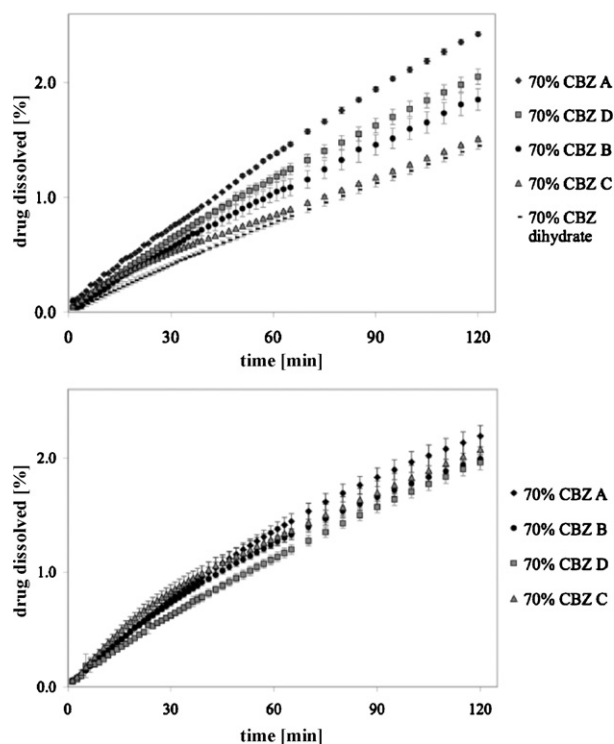 drug dissolved [%]
2.0
1.0
0.0
0
30
60
90
120
time [min]
70% CBZ A
70% CBZ D
70% CBZ B
70% CBZ C
70% CBZ
dihydrate
drug dissolved [%]
2.0
1.0
0.0
0
30
60
90
120
time [min]
70% CBZ A
70% CBZ B
70% CBZ D
70% CBZ C